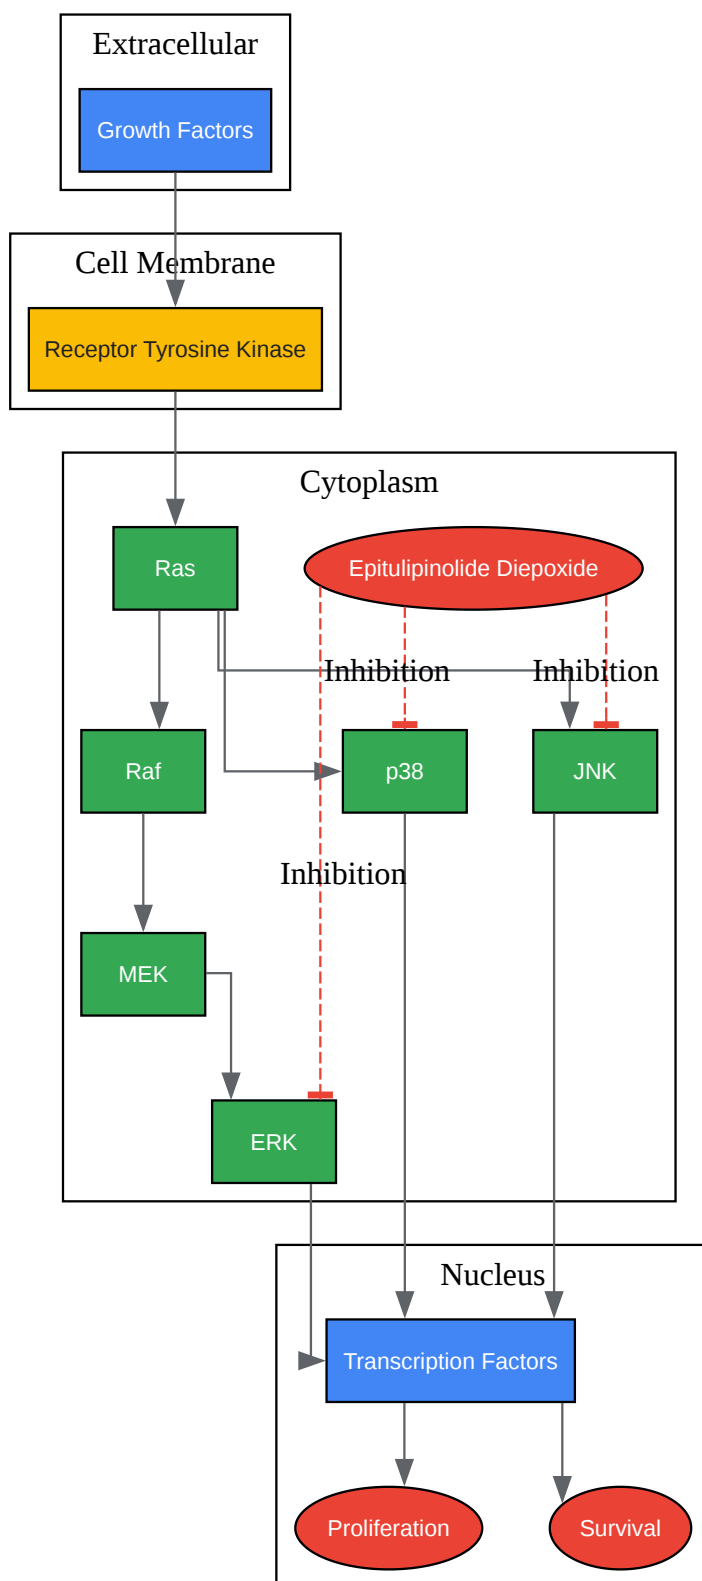 Extracellular
Growth Factors
Cell Membrane
Receptor Tyrosine Kinase
Cytoplasm
Ras
Epitulipinolide Diepoxide
Inhibition
Inhibition
Raf
p38
JNK
Inhibition
MEK
ERK
Nucleus
Transcription Factors
Proliferation
Survival